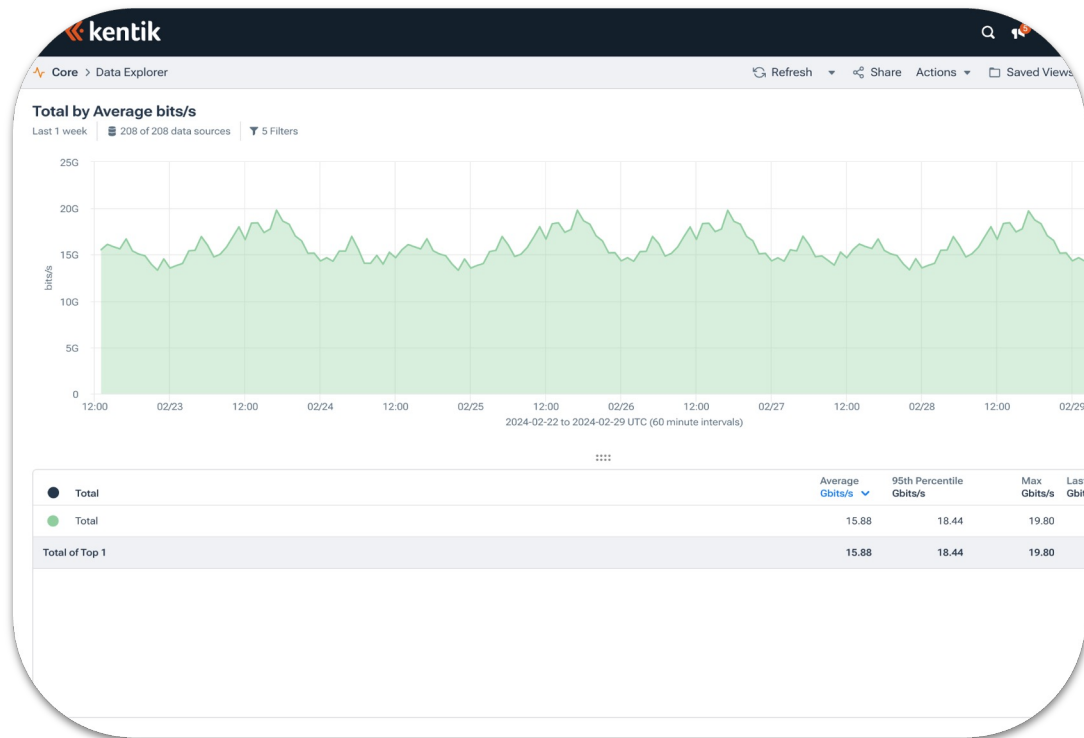 kentik
5
Core > Data Explorer Refresh Share Actions Saved Views
Total by Average bits/s
Last 1 week 208 of 208 data sources 5 Filters
25G
20G
15G
10G
5G
0
bits/s
12:00 02/23 12:00 02/24 12:00 02/25 12:00 02/26 12:00 02/27 12:00 02/28 12:00 02/29
2024-02-22 to 2024-02-29 UTC (60 minute intervals)
Average 95th Percentile Max
Total Gbits/s Gbits/s Gbits/s
Total 15.88 18.44 19.80
Total of Top 1 15.88 18.44 19.80